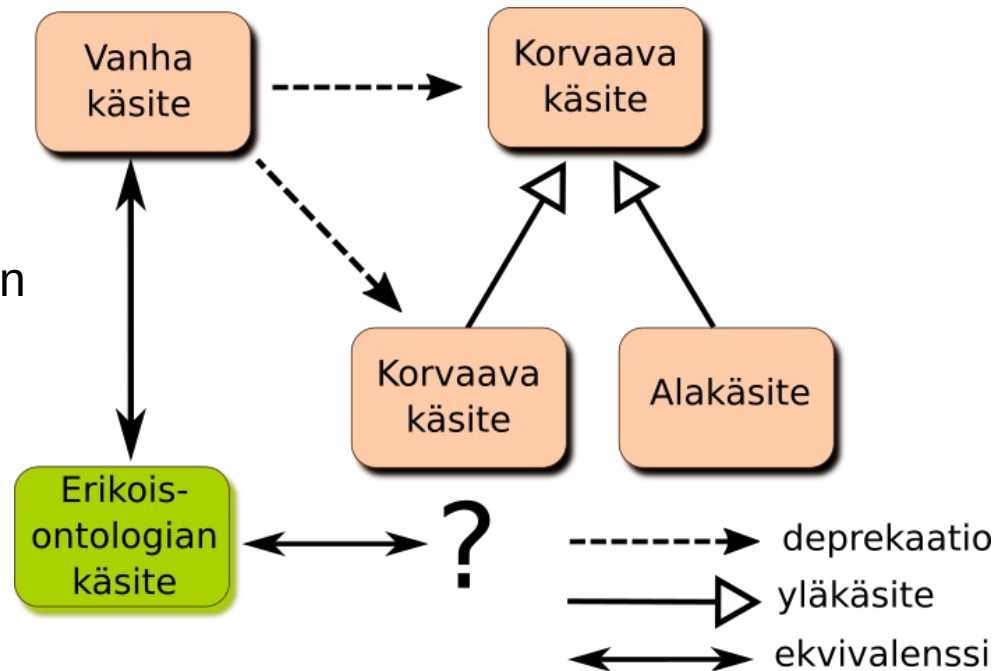 Vanha
käsite
Korvaava
käsite
n
Korvaava
käsite
Alakäsite
Erikois-
ontologian
käsite
?
deprekaatio
yläkäsite
ekvivalenssi